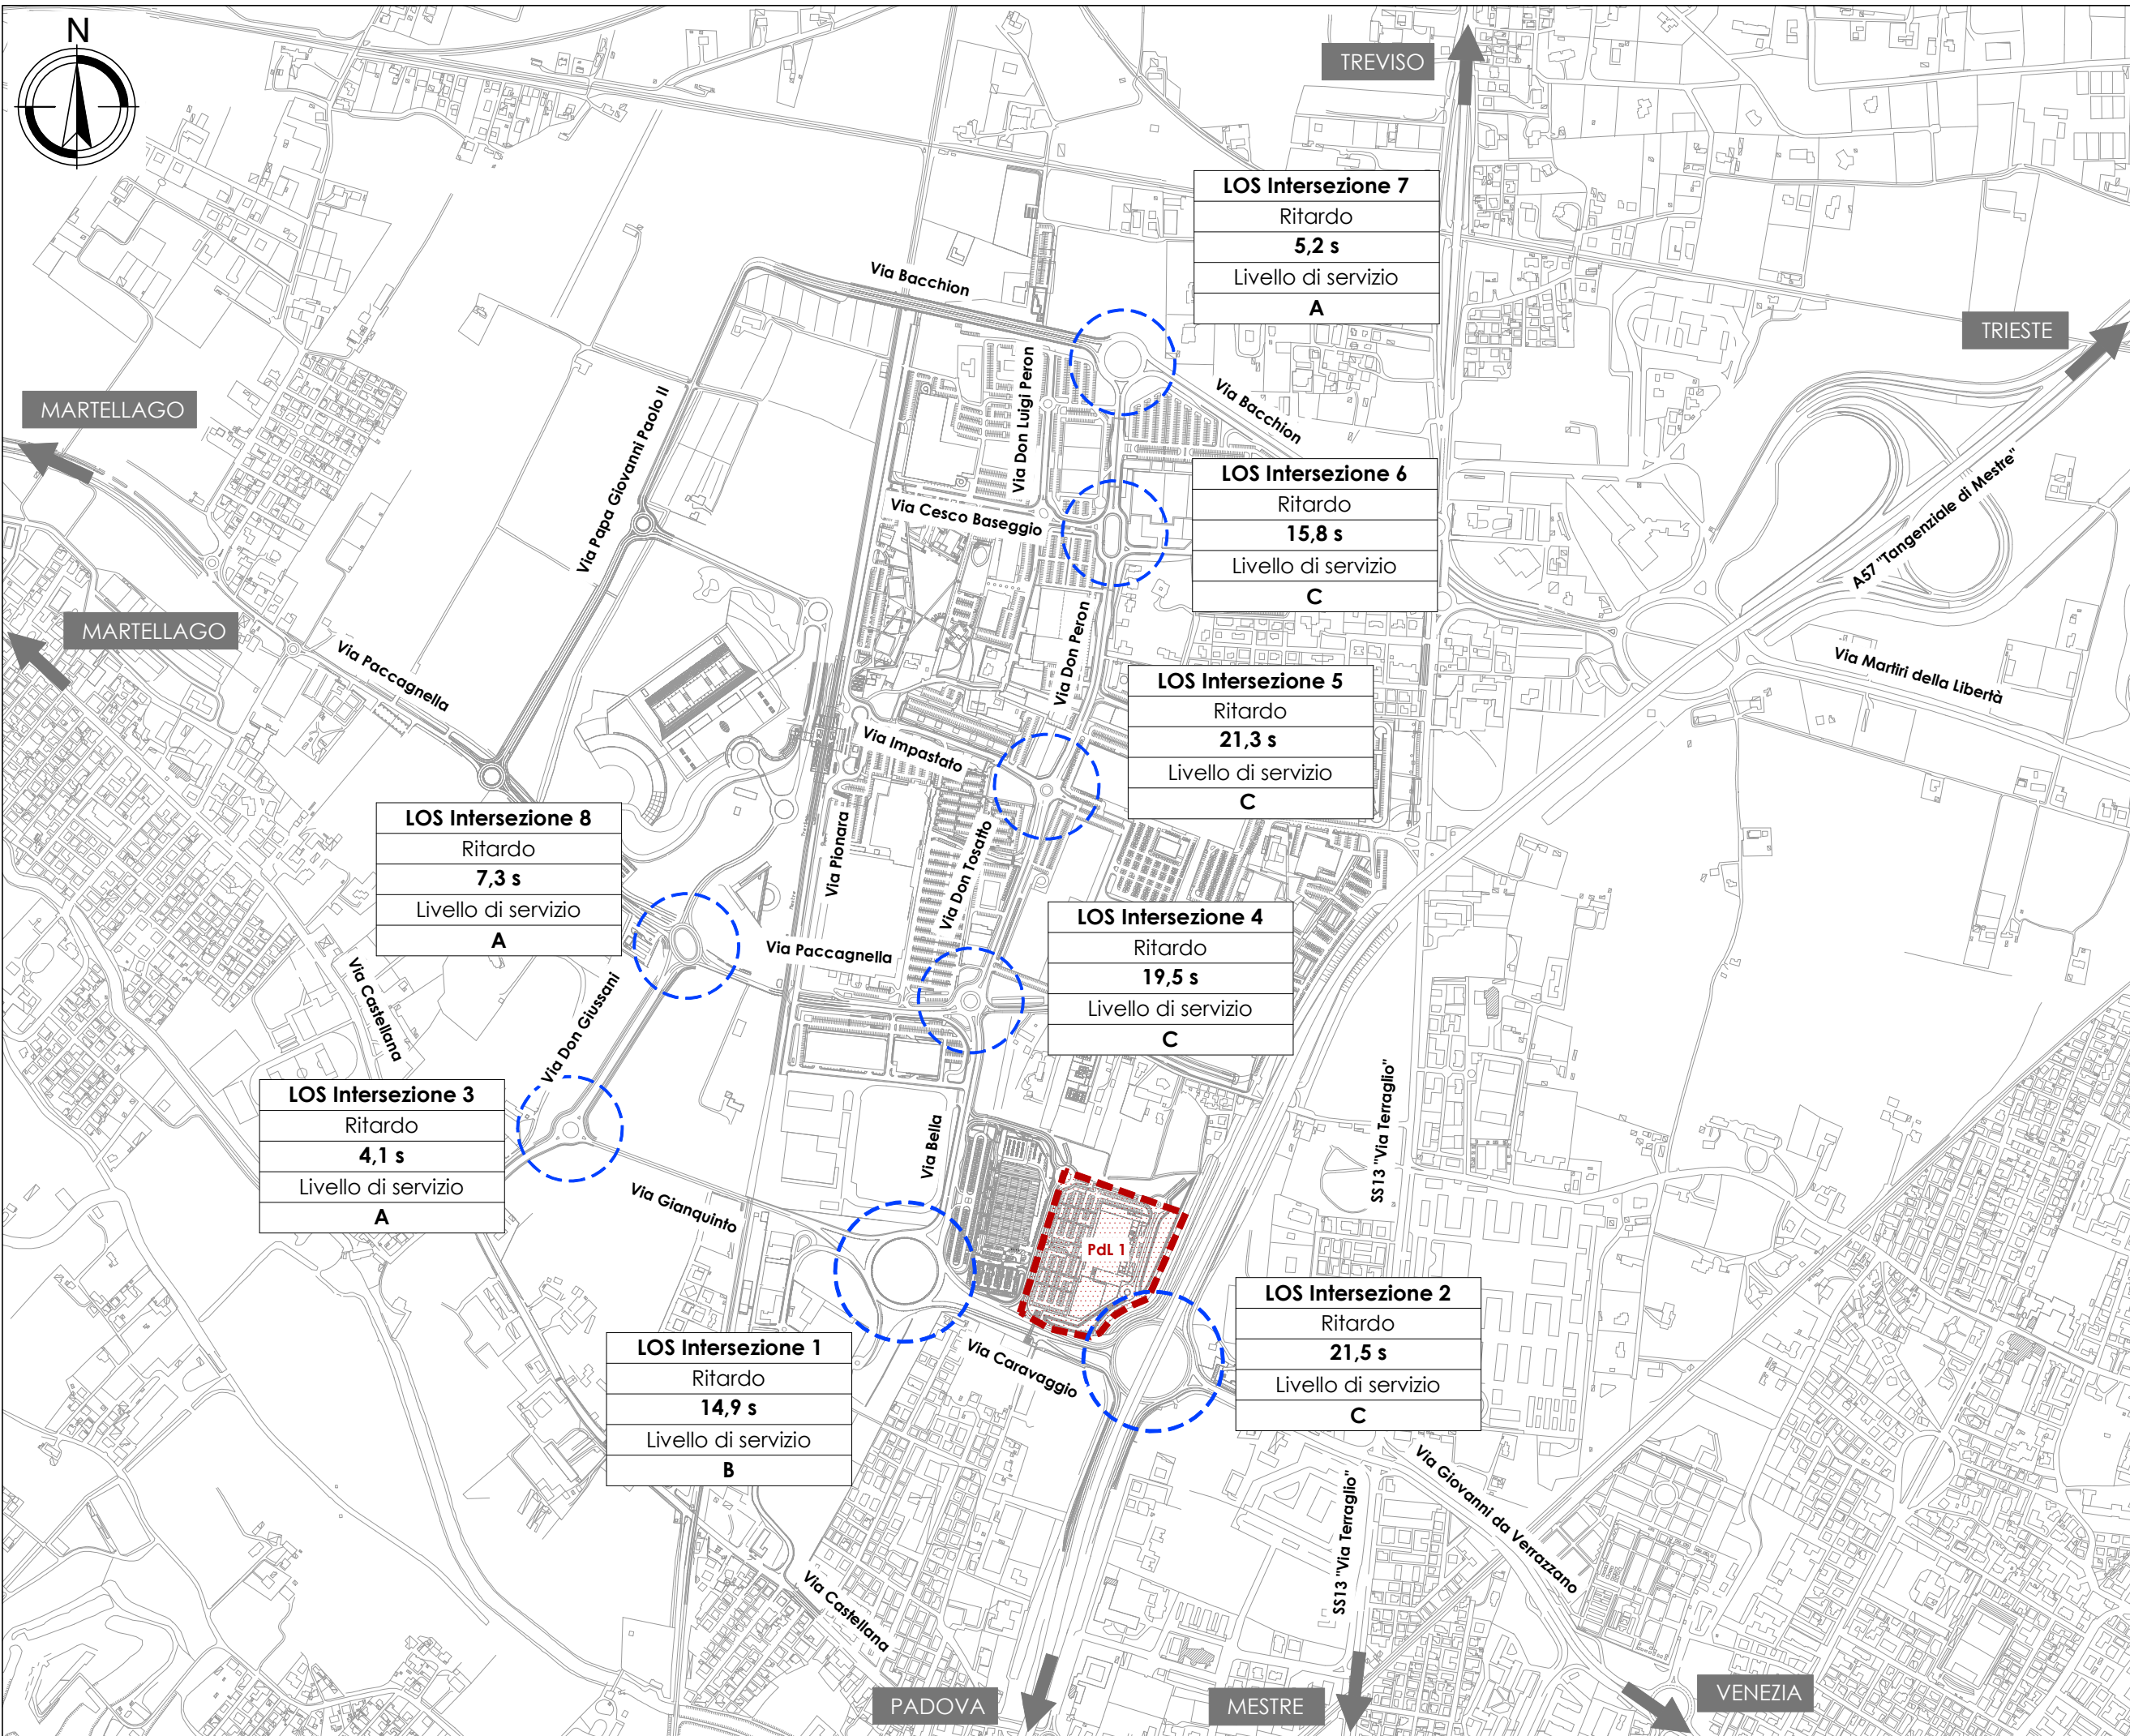 N
TREVISO
LOS Intersezione 7
Ritardo
5,2 s
Livello di servizio
A
TRIESTE
Via Bacchion
Via Bacchion
MARTELLAGO
Via Papa Giovanni Paolo II
Via Don Luigi Peron
LOS Intersezione 6
Ritardo
15,8 s
Livello di servizio
C
Via Cesco Baseggio
A57 "Tangenziale di Mestre"
MARTELLAGO
Via Paccagnella
Via Don Peron
Via Martiri della Libertà
LOS Intersezione 5
Ritardo
21,3 s
Livello di servizio
C
Via Impastato
LOS Intersezione 8
Ritardo
7,3 s
Livello di servizio
A
Via Pionara
Via Don Tosatto
LOS Intersezione 4
Ritardo
19,5 s
Livello di servizio
C
Via Paccagnella
Via Castellana
Via Don Giussani
LOS Intersezione 3
Ritardo
4,1 s
Livello di servizio
A
Via Bella
SS13 "Via Terraglio"
Via Gianquinto
PdL 1
LOS Intersezione 2
Ritardo
21,5 s
Livello di servizio
C
LOS Intersezione 1
Ritardo
14,9 s
Livello di servizio
B
Via Caravaggio
Via Giovanni da Verrazzano
SS13 "Via Terraglio"
Via Castellana
PADOVA
MESTRE
VENEZIA